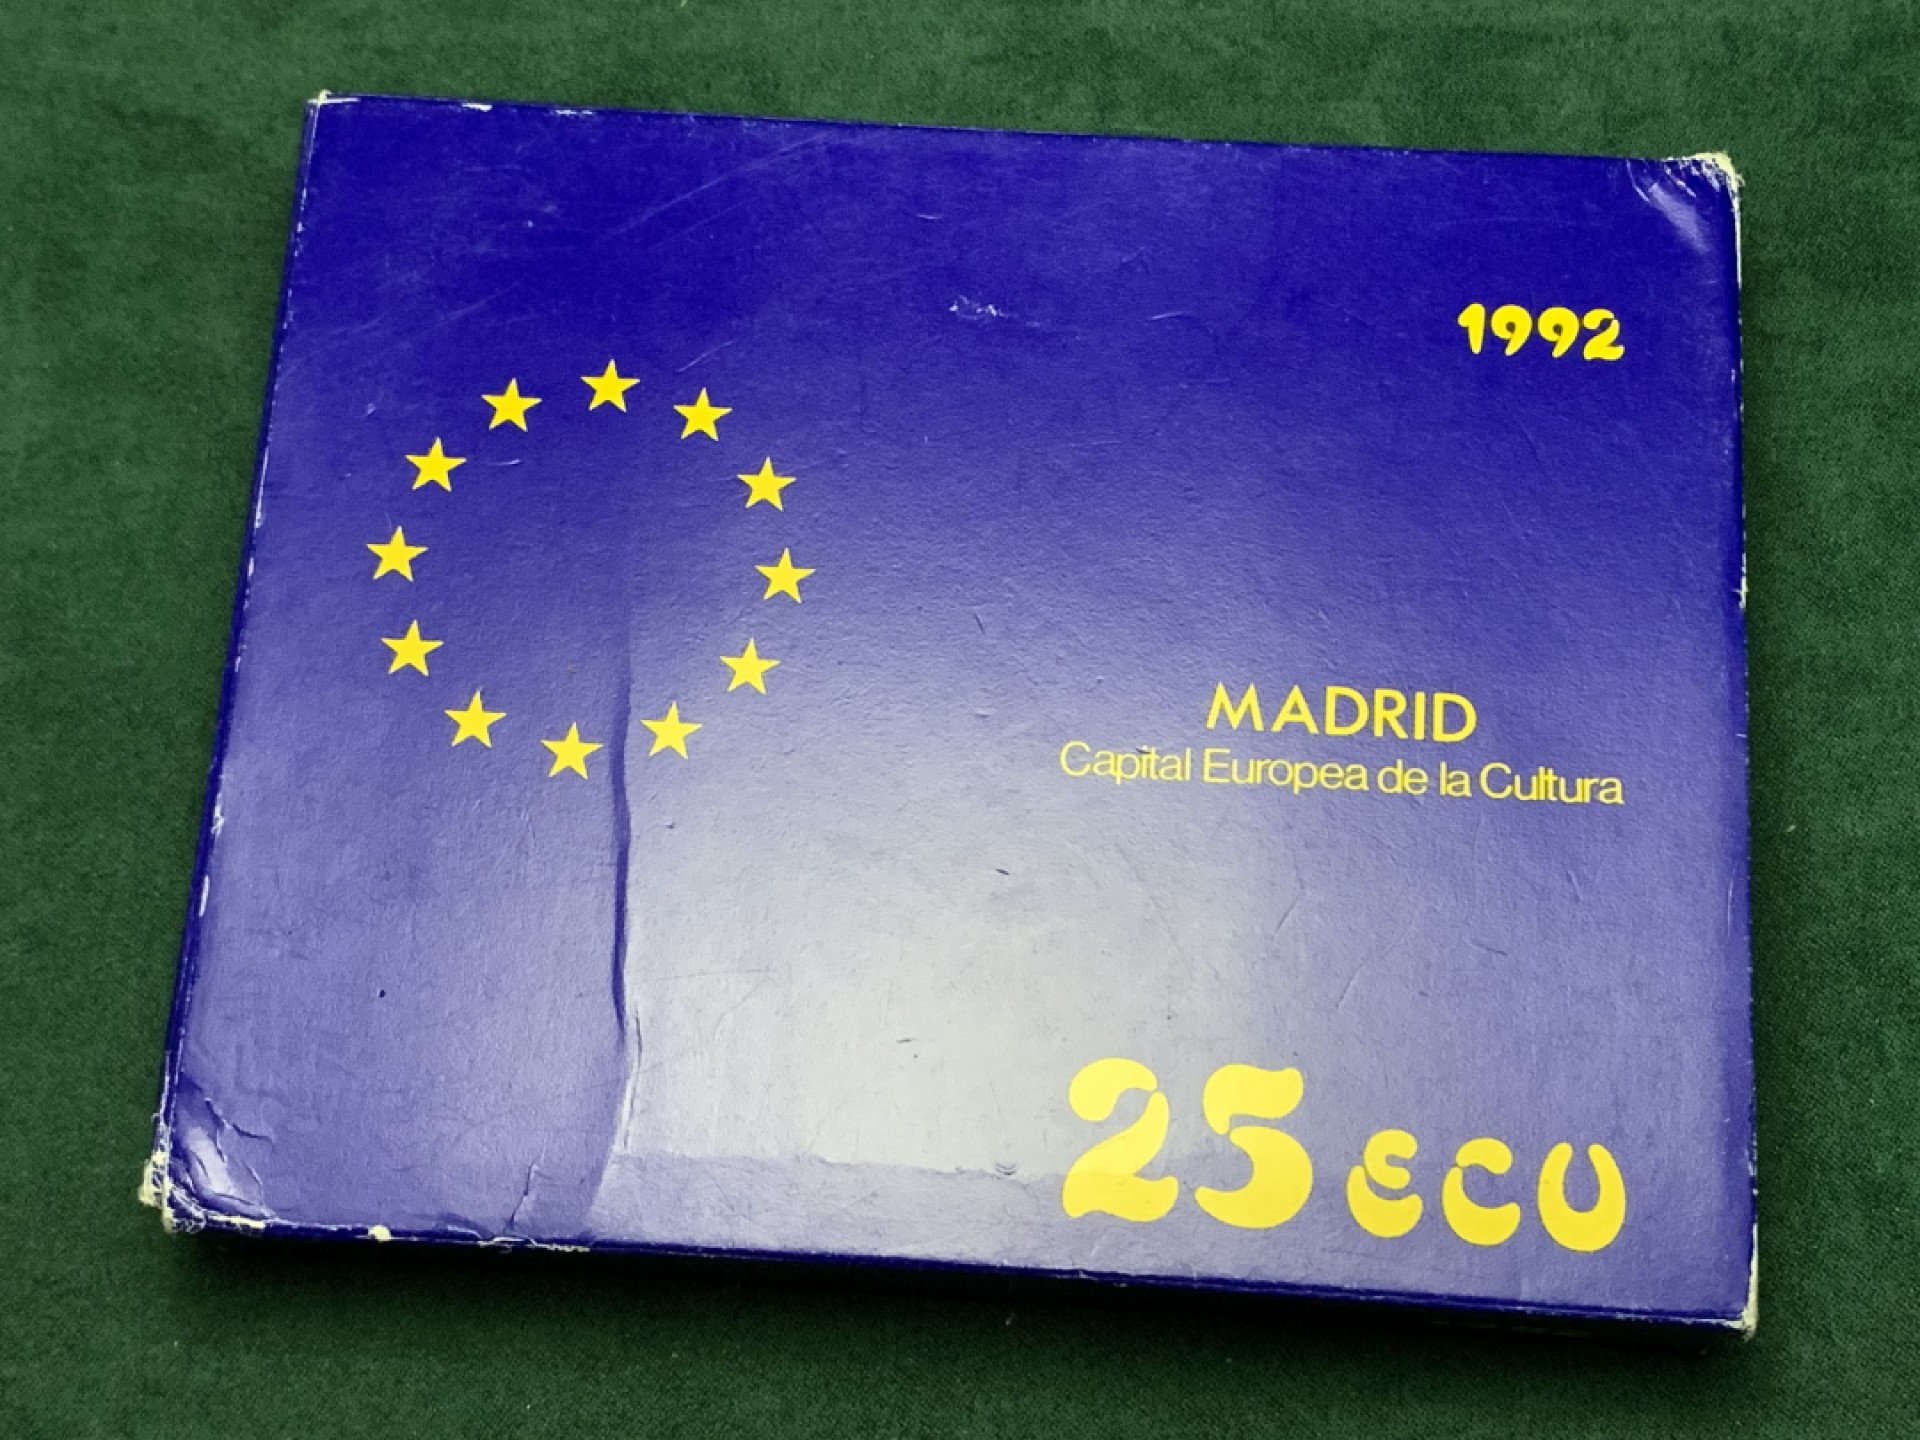 1992
MADRID
Capital Europea de la Cultura
25 ECU